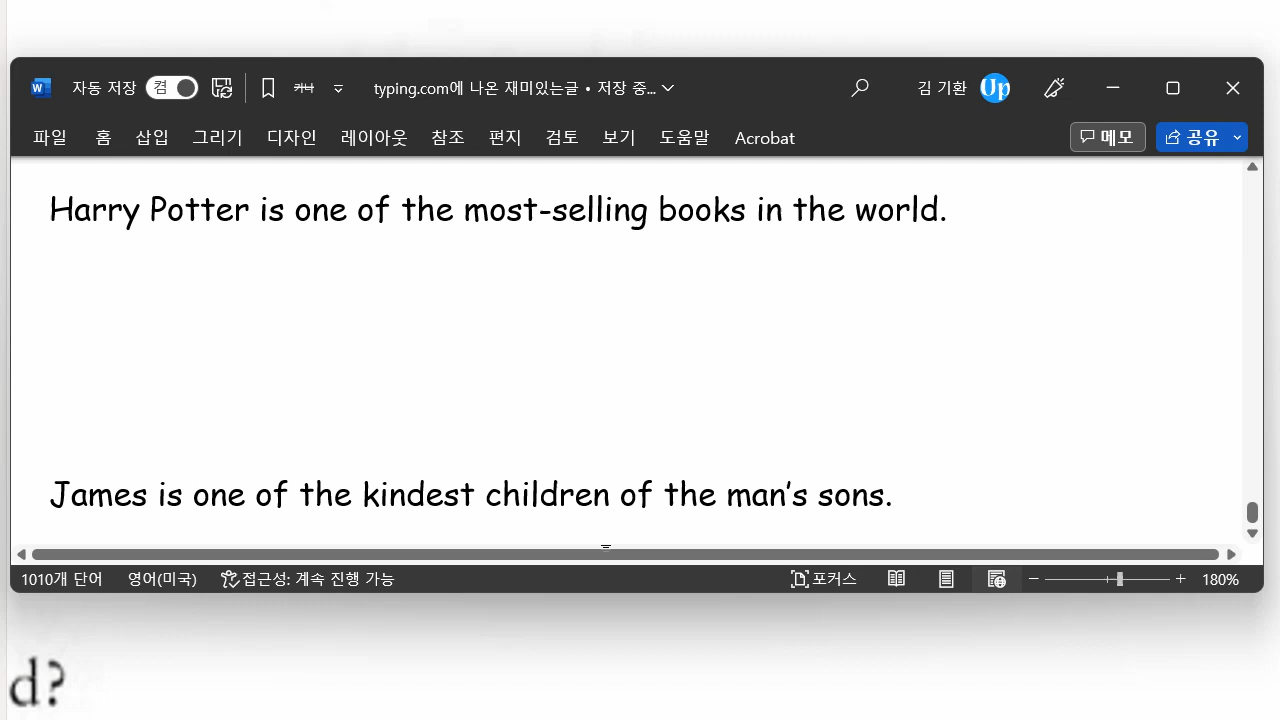 자동 저장 켬 가나 typing.com에 나온 재미있는글 • 저장 중... 김 기환 Up
파일 홈 삽입 그리기 디자인 레이아웃 참조 편지 검토 보기 도움말 Acrobat 메모 공유
Harry Potter is one of the most-selling books in the world.
James is one of the kindest children of the man’s sons.
1010개 단어 영어(미국) 접근성: 계속 진행 가능 포커스 180%
d?